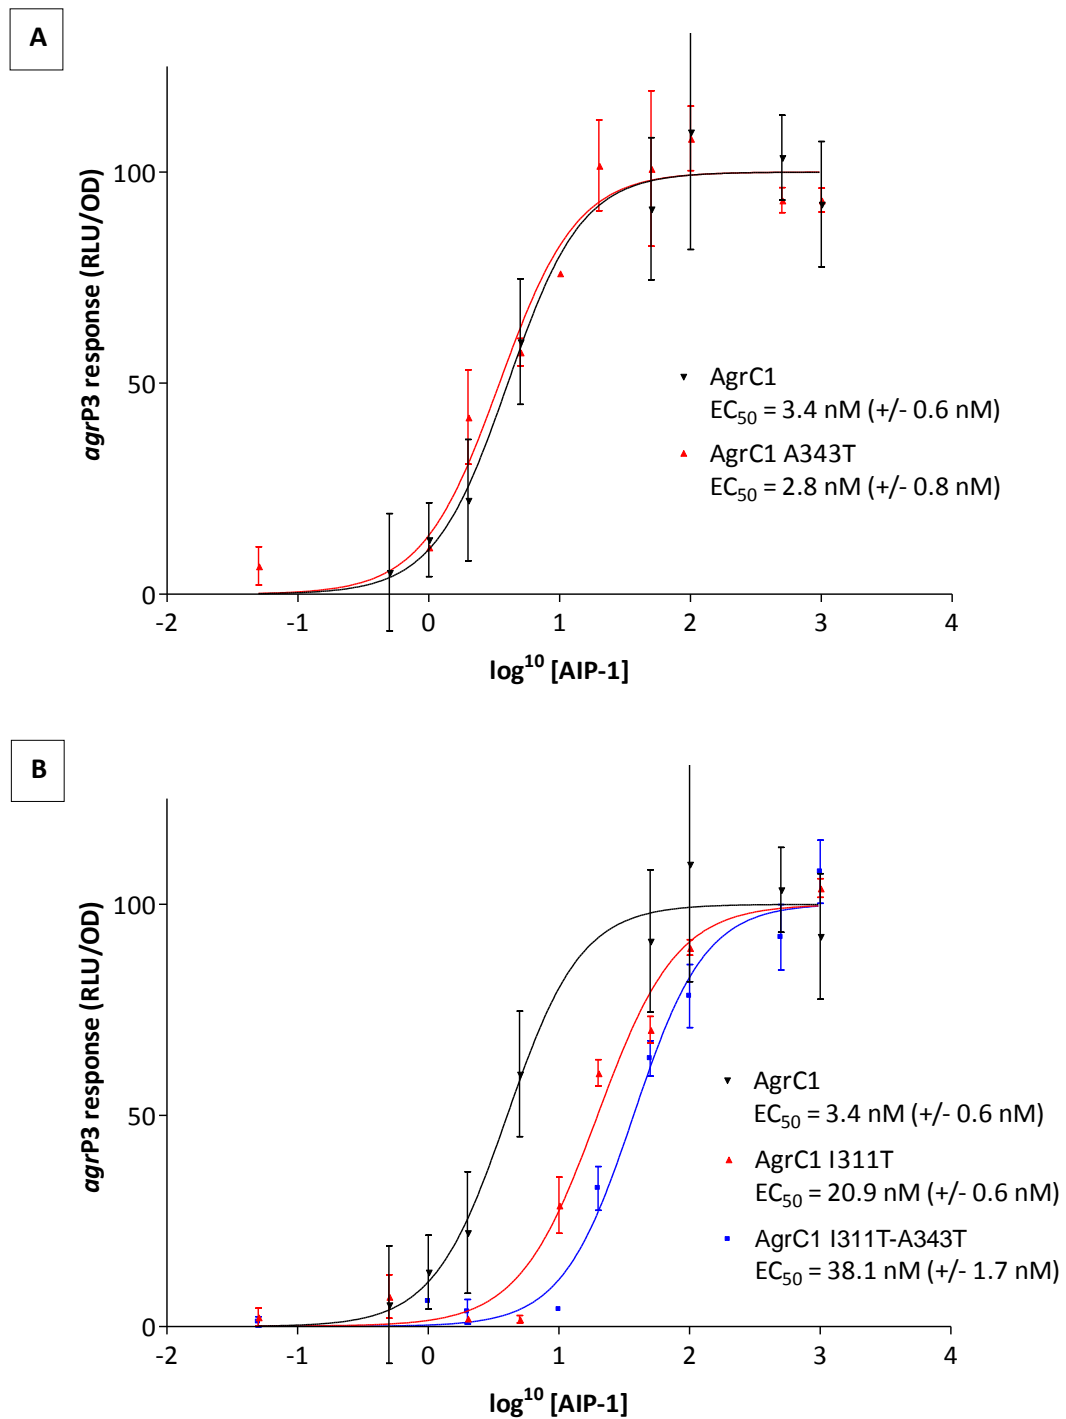 A
agrP3 response (RLU/OD)
100
50
0
-2 -1 0 1 2 3 4
log¹⁰ [AIP-1]
AgrC1
EC₅₀ = 3.4 nM (+/- 0.6 nM)
AgrC1 A343T
EC₅₀ = 2.8 nM (+/- 0.8 nM)
B
agrP3 response (RLU/OD)
100
50
0
-2 -1 0 1 2 3 4
log¹⁰ [AIP-1]
AgrC1
EC₅₀ = 3.4 nM (+/- 0.6 nM)
AgrC1 I311T
EC₅₀ = 20.9 nM (+/- 0.6 nM)
AgrC1 I311T-A343T
EC₅₀ = 38.1 nM (+/- 1.7 nM)